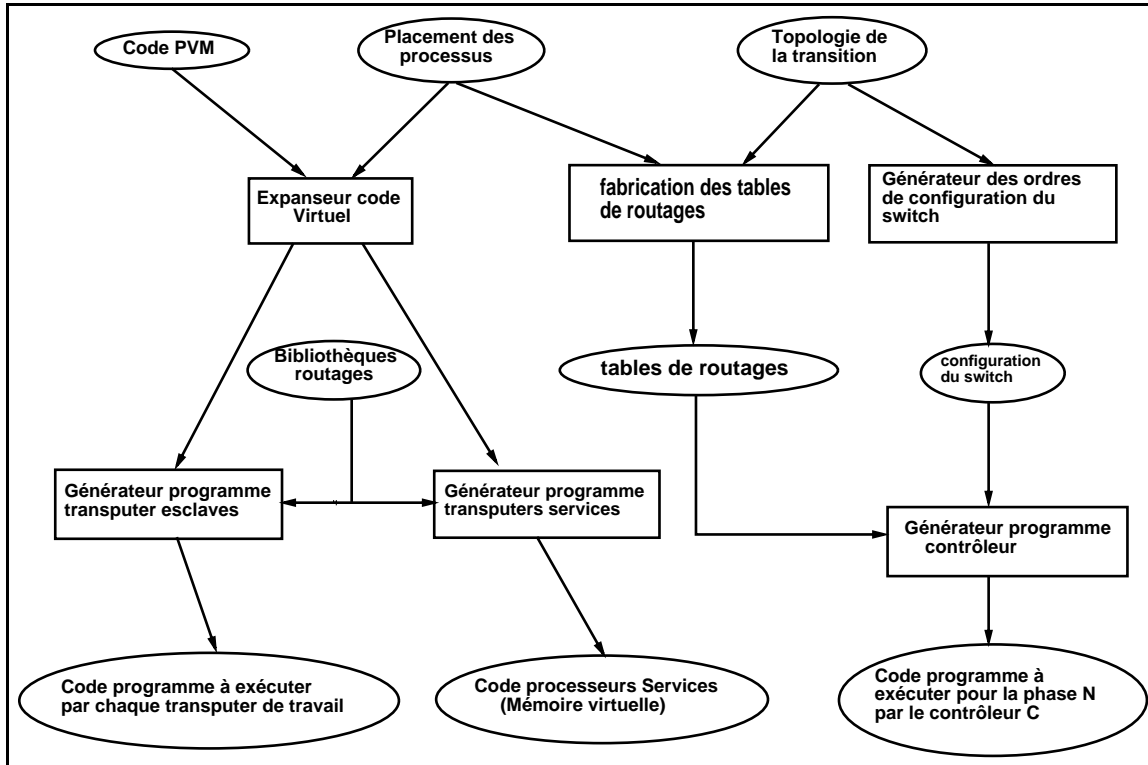 Code PVM
Placement des
processus
Topologie de
la transition
Expanseur code
Virtuel
fabrication des tables
de routages
Générateur des ordres
de configuration du
switch
Bibliothèques
routages
tables de routages
configuration
du switch
Générateur programme
transputer esclaves
Générateur programme
transputers services
Générateur programme
contrôleur
Code programme à exécuter
par chaque transputer de travail
Code processeurs Services
(Mémoire virtuelle)
Code programme à
exécuter pour la phase N
par le contrôleur C